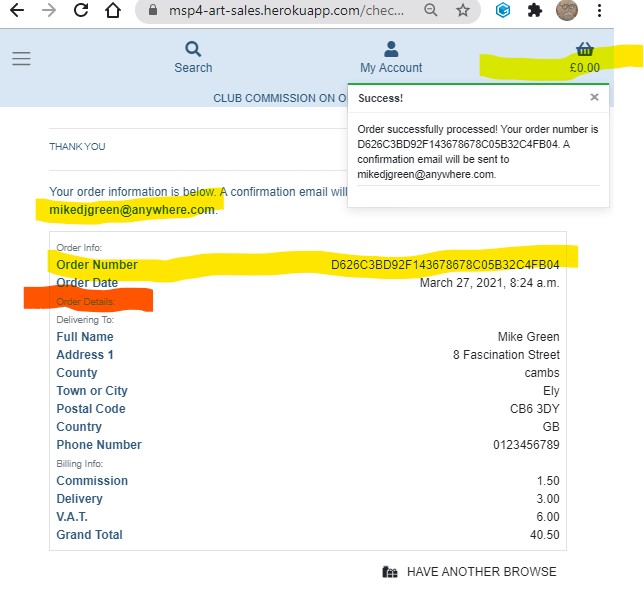 msp4-art-sales.herokuapp.com/chec...
Search
My Account
£0.00
CLUB COMMISSION ON O
Success!
×
Order successfully processed! Your order number is
D626C3BD92F143678678C05B32C4FB04. A
confirmation email will be sent to
mikedjgreen@anywhere.com.
THANK YOU
Your order information is below. A confirmation email will
mikedjgreen@anywhere.com.
Order Info:
Order Number D626C3BD92F143678678C05B32C4FB04
Order Date March 27, 2021, 8:24 a.m.
Order Details:
Delivering To:
Full Name Mike Green
Address 1 8 Fascination Street
County cambs
Town or City Ely
Postal Code CB6 3DY
Country GB
Phone Number 0123456789
Billing Info:
Commission 1.50
Delivery 3.00
V.A.T. 6.00
Grand Total 40.50
HAVE ANOTHER BROWSE